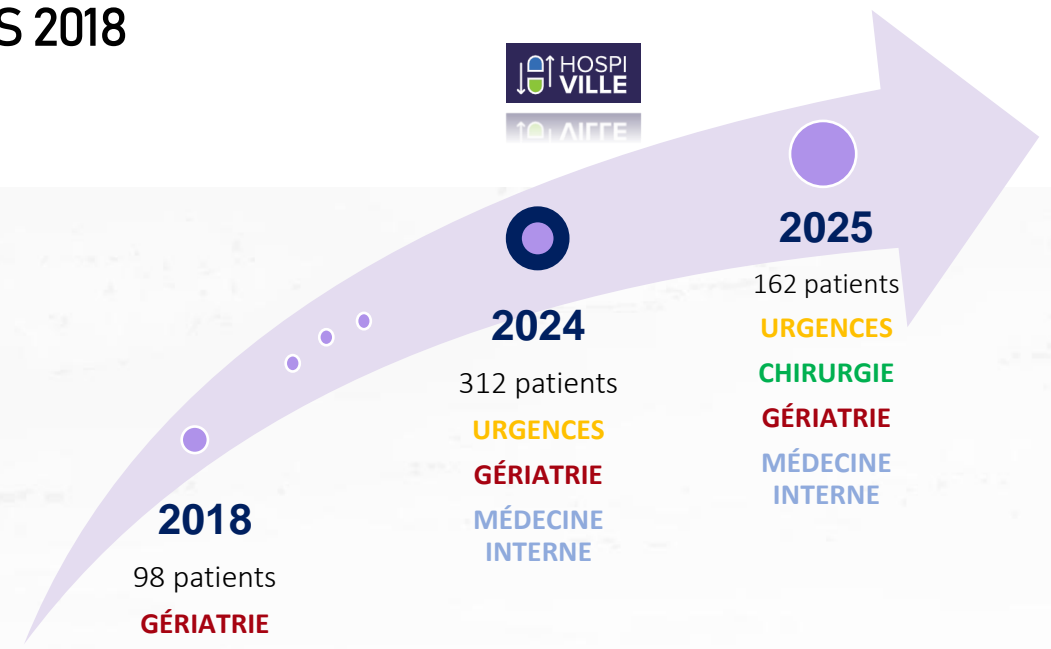 S 2018
HOSPI
VILLE
2018
98 patients
GÉRIATRIE
2024
312 patients
URGENCES
GÉRIATRIE
MÉDECINE
INTERNE
2025
162 patients
URGENCES
CHIRURGIE
GÉRIATRIE
MÉDECINE
INTERNE